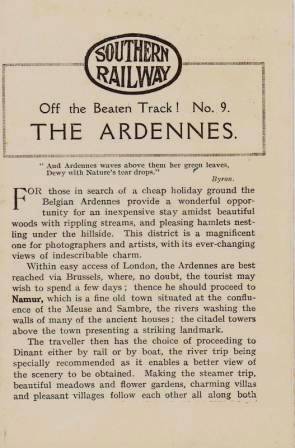 SOUTHERN
RAILWAY
Off the Beaten Track! No. 9.
THE ARDENNES.
"And Ardennes waves above them her green leaves,
Dewy with Nature's tear drops."
Byron.
FOR those in search of a cheap holiday ground the
Belgian Ardennes provide a wonderful oppor-
tunity for an inexpensive stay amidst beautiful
woods with rippling streams, and pleasing hamlets nest-
ling under the hillside. This district is a magnificent
one for photographers and artists, with its ever-changing
views of indescribable charm.
Within easy access of London, the Ardennes are best
reached via Brussels, where, no doubt, the tourist may
wish to spend a few days; thence he should proceed to
Namur, which is a fine old town situated at the conflu-
ence of the Meuse and Sambre, the rivers washing the
walls of many of the ancient houses; the citadel towers
above the town presenting a striking landmark.
The traveller then has the choice of proceeding to
Dinant either by rail or by boat, the river trip being
specially recommended as it enables a better view of
the scenery to be obtained. Making the steamer trip,
beautiful meadows and flower gardens, charming villas
and pleasant villages follow each other all along both